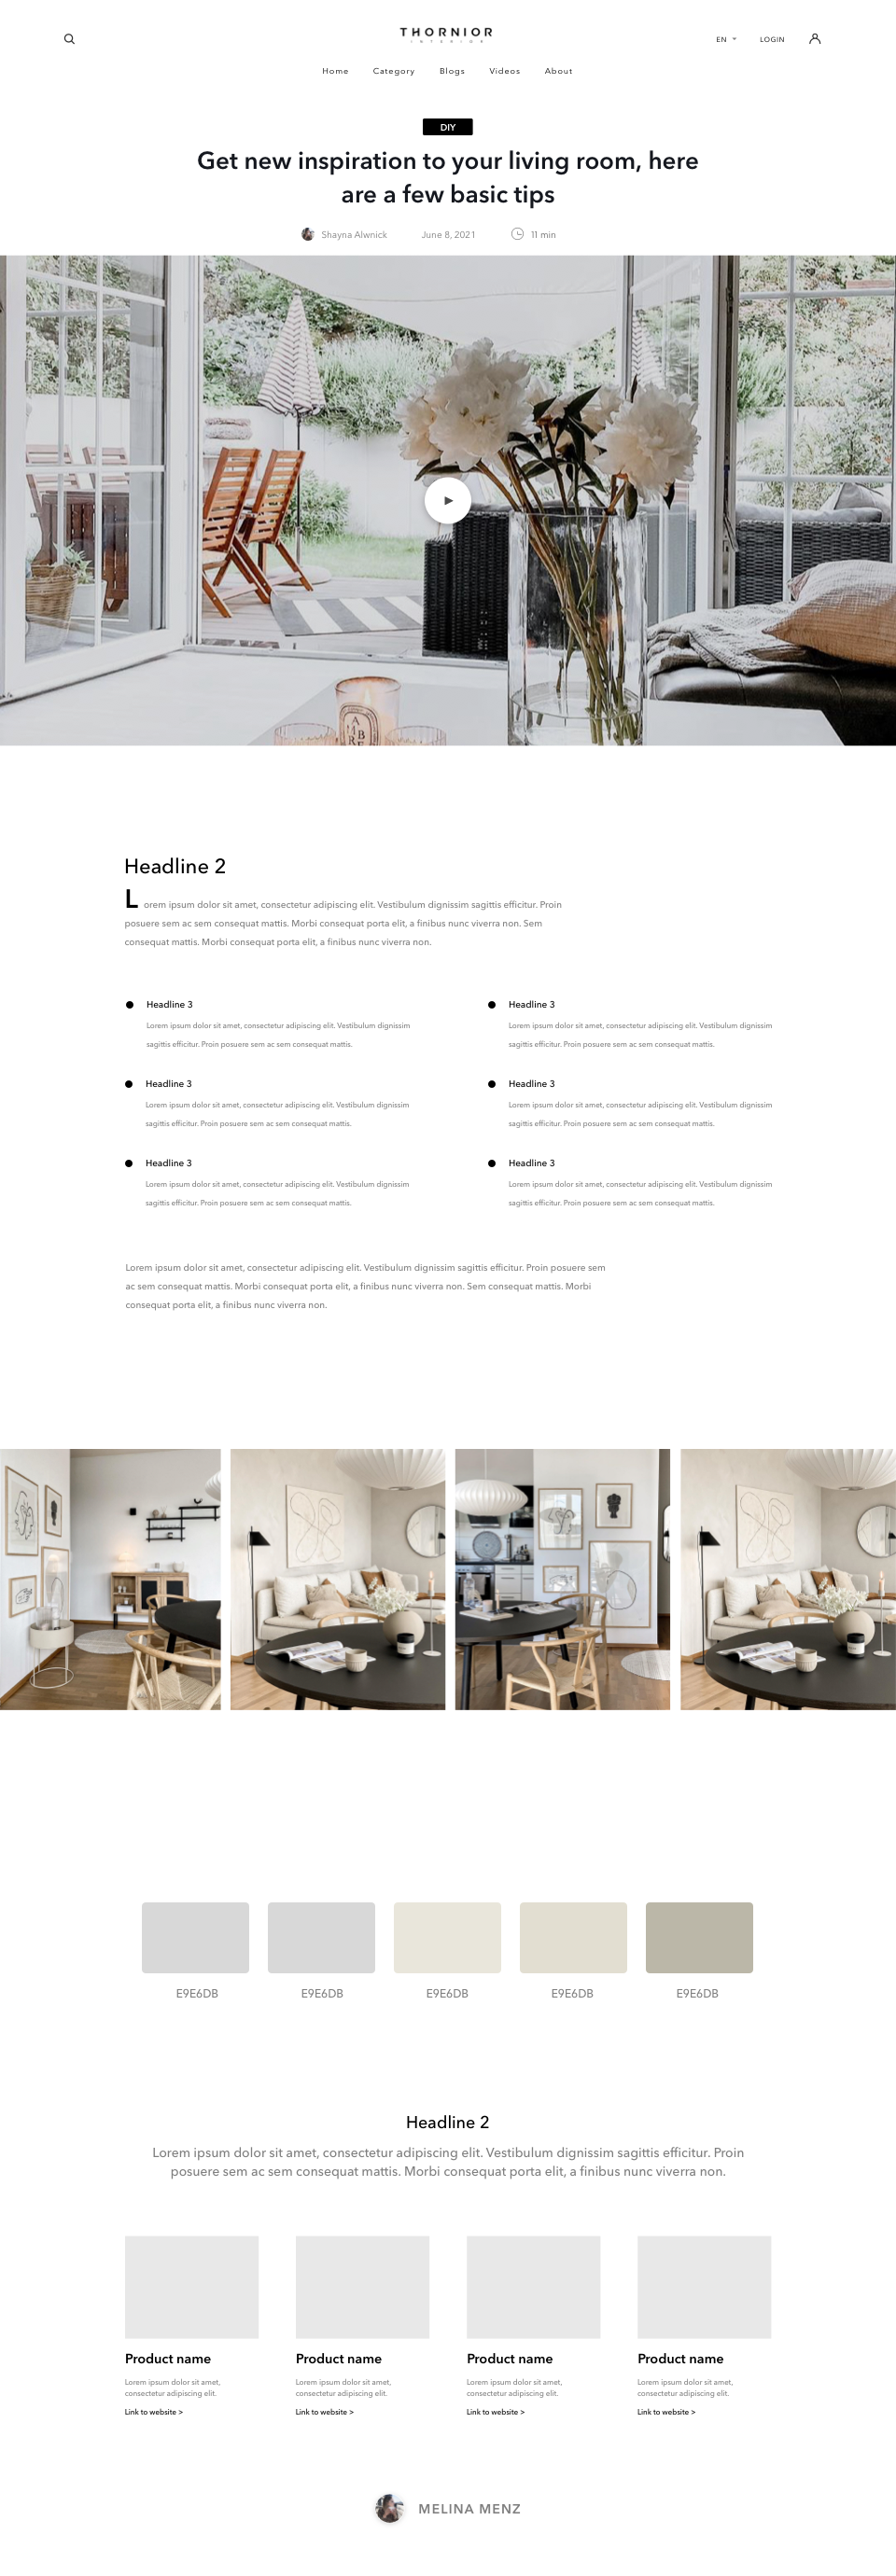 THORNIOR
INTERIOR
EN
LOGIN
Home
Category
Blogs
Videos
About
DIY
Get new inspiration to your living room, here
are a few basic tips
Shayna Alwnick
June 8, 2021
11 min
Headline 2
Lorem ipsum dolor sit amet, consectetur adipiscing elit. Vestibulum dignissim sagittis efficitur. Proin
posuere sem ac sem consequat mattis. Morbi consequat porta elit, a finibus nunc viverra non. Sem
consequat mattis. Morbi consequat porta elit, a finibus nunc viverra non.
Headline 3
Lorem ipsum dolor sit amet, consectetur adipiscing elit. Vestibulum dignissim
sagittis efficitur. Proin posuere sem ac sem consequat mattis.
Headline 3
Lorem ipsum dolor sit amet, consectetur adipiscing elit. Vestibulum dignissim
sagittis efficitur. Proin posuere sem ac sem consequat mattis.
Headline 3
Lorem ipsum dolor sit amet, consectetur adipiscing elit. Vestibulum dignissim
sagittis efficitur. Proin posuere sem ac sem consequat mattis.
Headline 3
Lorem ipsum dolor sit amet, consectetur adipiscing elit. Vestibulum dignissim
sagittis efficitur. Proin posuere sem ac sem consequat mattis.
Headline 3
Lorem ipsum dolor sit amet, consectetur adipiscing elit. Vestibulum dignissim
sagittis efficitur. Proin posuere sem ac sem consequat mattis.
Headline 3
Lorem ipsum dolor sit amet, consectetur adipiscing elit. Vestibulum dignissim
sagittis efficitur. Proin posuere sem ac sem consequat mattis.
Lorem ipsum dolor sit amet, consectetur adipiscing elit. Vestibulum dignissim sagittis efficitur. Proin posuere sem
ac sem consequat mattis. Morbi consequat porta elit, a finibus nunc viverra non. Sem consequat mattis. Morbi
consequat porta elit, a finibus nunc viverra non.
E9E6DB
E9E6DB
E9E6DB
E9E6DB
E9E6DB
Headline 2
Lorem ipsum dolor sit amet, consectetur adipiscing elit. Vestibulum dignissim sagittis efficitur. Proin
posuere sem ac sem consequat mattis. Morbi consequat porta elit, a finibus nunc viverra non.
Product name
Lorem ipsum dolor sit amet,
consectetur adipiscing elit.
Link to website >
Product name
Lorem ipsum dolor sit amet,
consectetur adipiscing elit.
Link to website >
Product name
Lorem ipsum dolor sit amet,
consectetur adipiscing elit.
Link to website >
Product name
Lorem ipsum dolor sit amet,
consectetur adipiscing elit.
Link to website >
MELINA MENZ